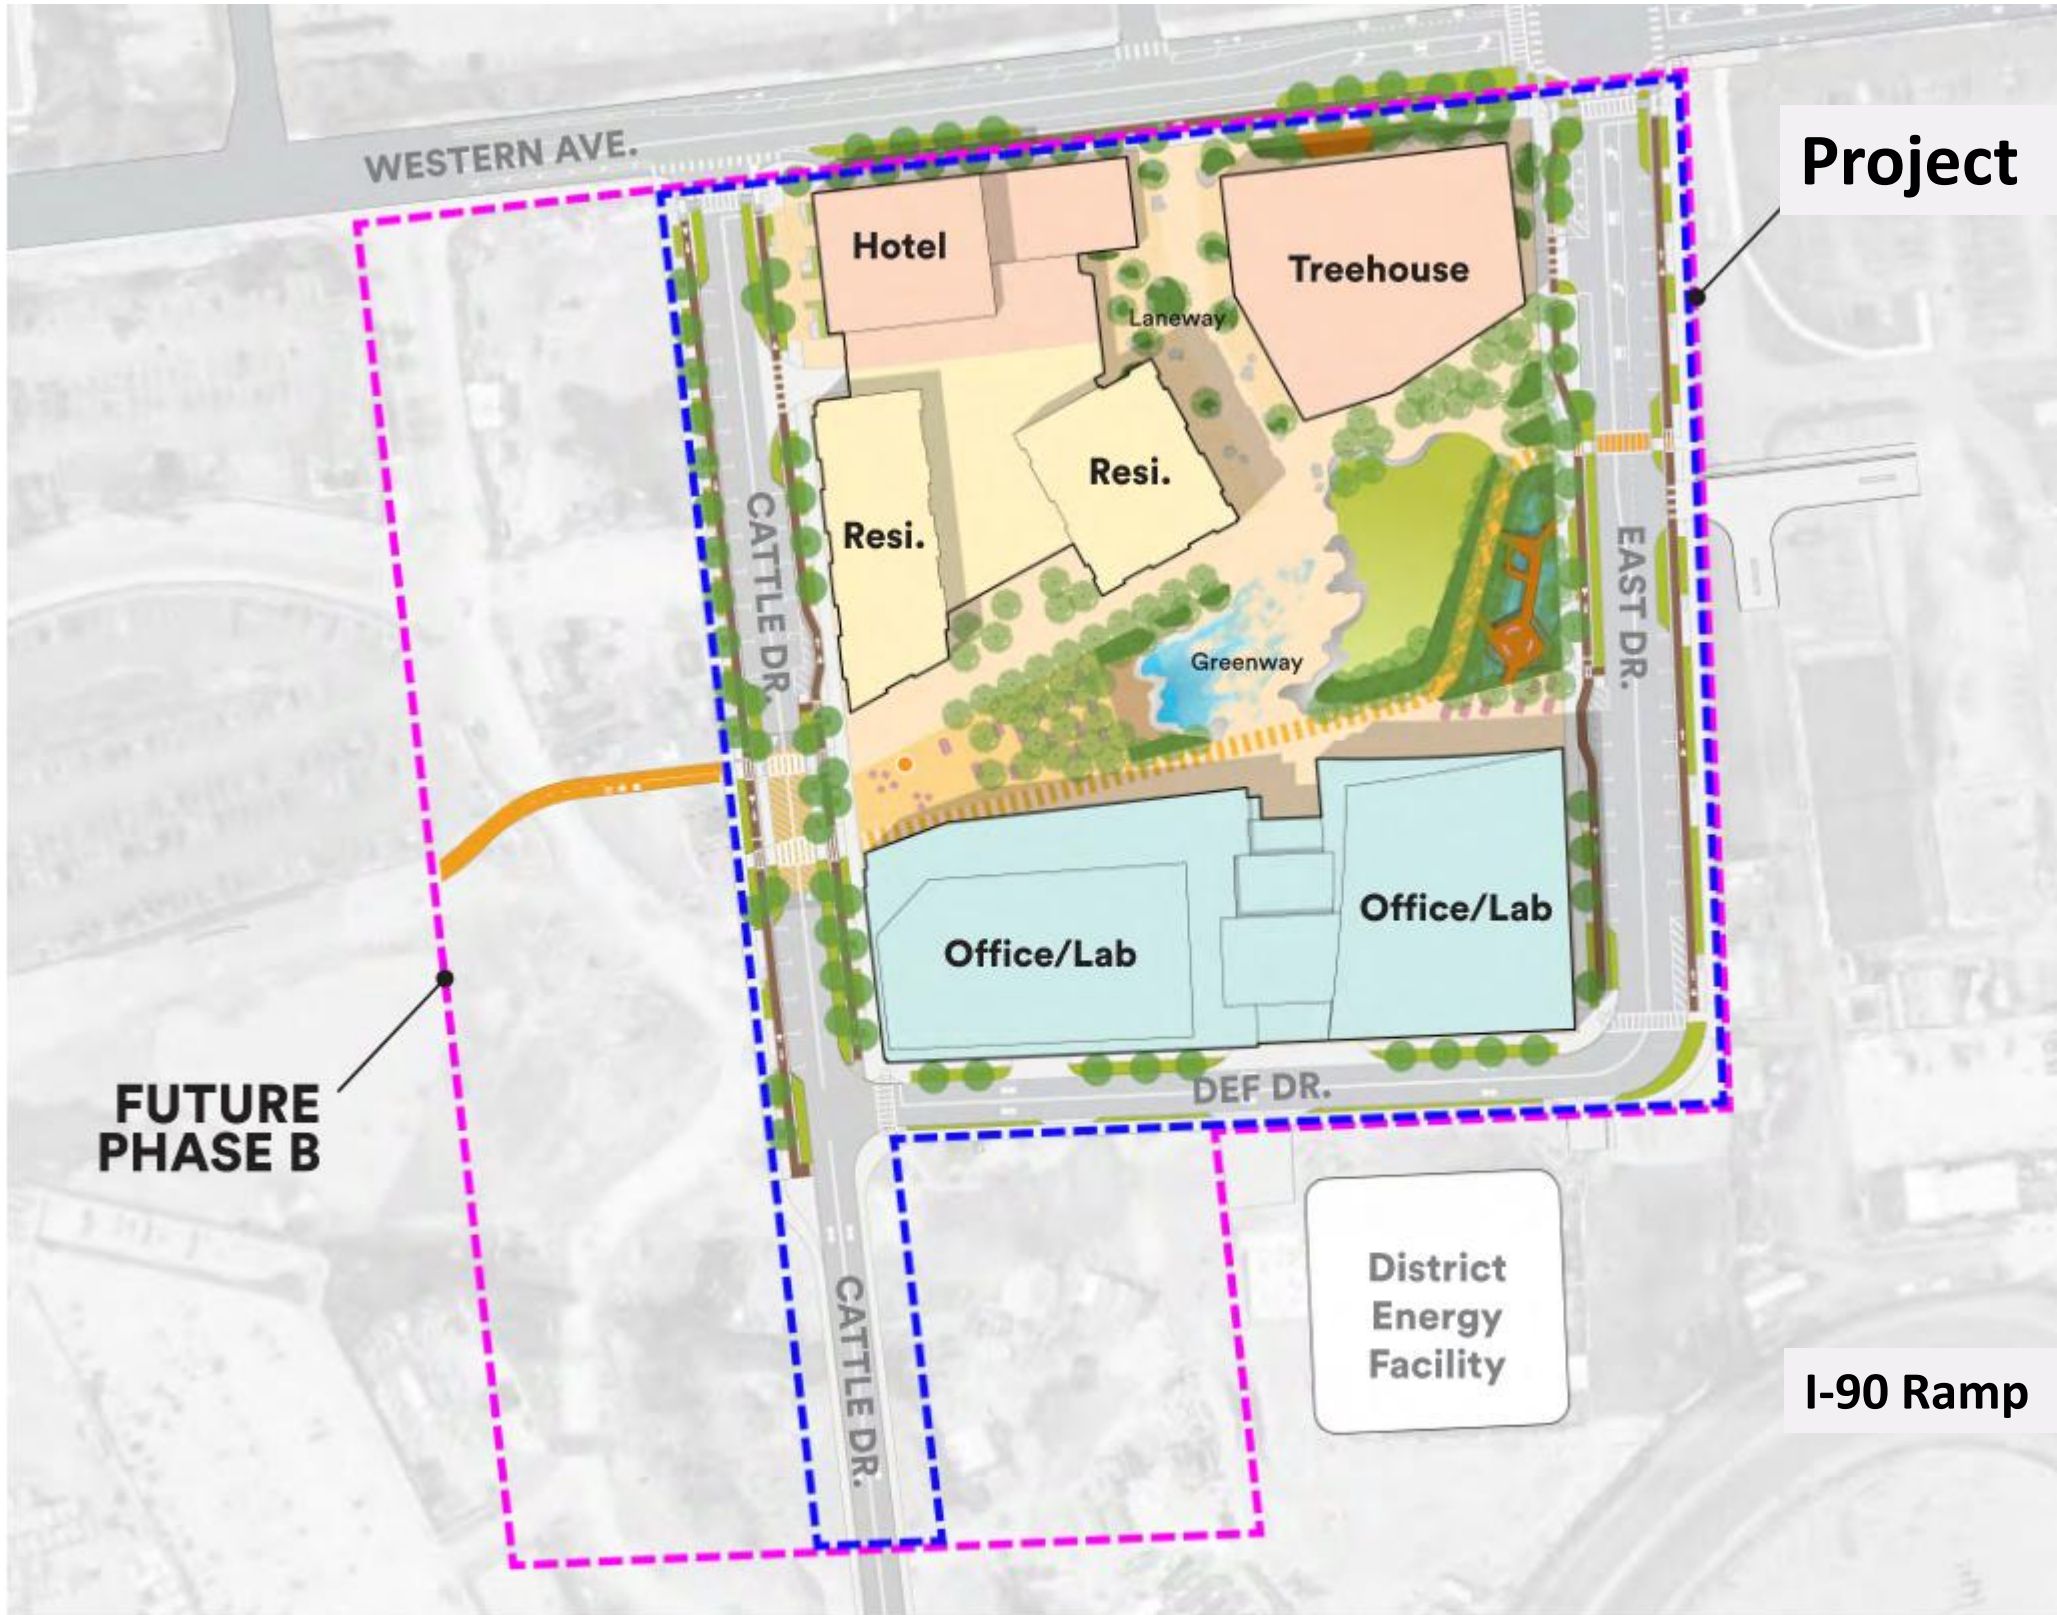 WESTERN AVE.
Project
Hotel
Treehouse
Laneway
Resi.
Resi.
CATTLE DR.
EAST DR.
Greenway
Office/Lab
Office/Lab
FUTURE
PHASE B
DEF DR.
District
Energy
Facility
CATTLE DR.
I-90 Ramp